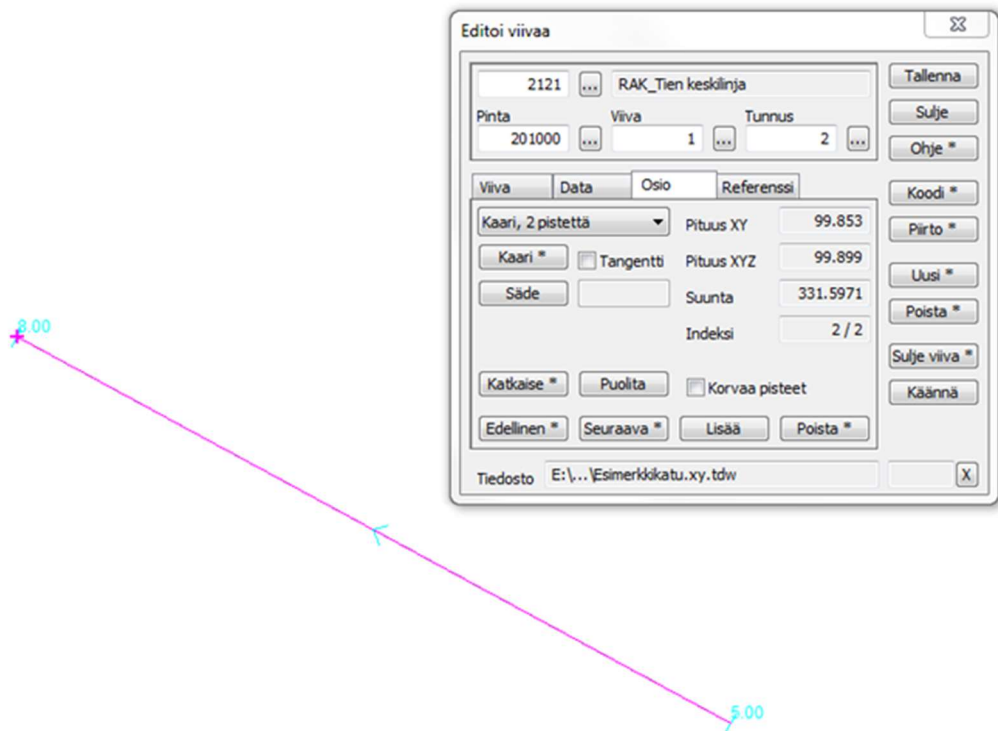 Editoi viivaa
2121 ... RAK_Tien keskilinja
Pinta Viiva Tunnus
201000 ... 1 ... 2 ...
Tallenna
Sulje
Ohje *
Koodi *
Piirto *
Uusi *
Poista *
Sulje viiva *
Käännä
Viiva Data Osio Referenssi
Kaari, 2 pistettä Pituus XY 99.853
Kaari * Tangentti Pituus XYZ 99.899
Säde Suunta 331.5971
Indeksi 2 / 2
Katkaise * Puolita Korvaa pisteet
Edellinen * Seuraava * Lisää Poista *
Tiedosto E:\...\Esimerkkikatu.xy.tdw X
8.00
5.00